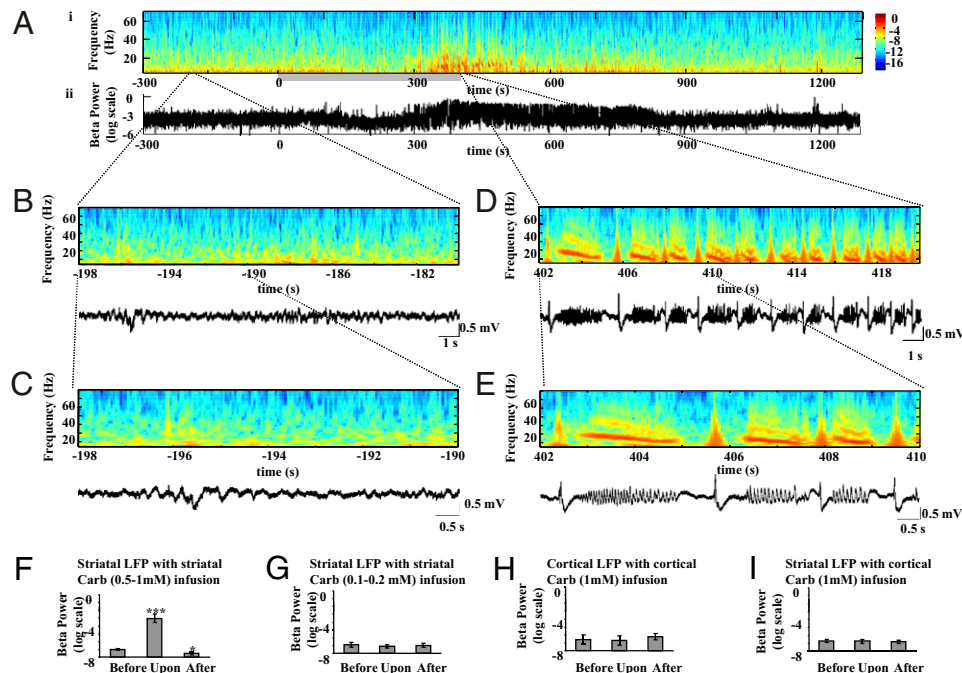 A
i
Frequency
(Hz)
60
40
20
0
-4
-8
-12
-16
-300
0
300
600
900
1200
time (s)
ii
Beta Power
(log scale)
0
-3
-6
-300
0
300
600
900
1200
time (s)
B
Frequency (Hz)
60
40
20
-198
-194
-190
-186
-182
time (s)
0.5 mV
1 s
D
Frequency (Hz)
60
40
20
402
406
410
414
418
time (s)
0.5 mV
1 s
C
Frequency (Hz)
60
40
20
-198
-196
-194
-192
-190
time (s)
0.5 mV
0.5 s
E
Frequency (Hz)
60
40
20
402
404
406
408
410
time (s)
0.5 mV
0.5 s
F
Striatal LFP with striatal
Carb (0.5-1mM) infusion
Beta Power
(log scale)
0
-4
-8
***
*
Before Upon After
G
Striatal LFP with striatal
Carb (0.1-0.2 mM) infusion
Beta Power
(log scale)
0
-4
-8
Before Upon After
H
Cortical LFP with cortical
Carb (1mM) infusion
Beta Power
(log scale)
0
-4
-8
Before Upon After
I
Striatal LFP with cortical
Carb (1mM) infusion
Beta Power
(log scale)
0
-4
-8
Before Upon After